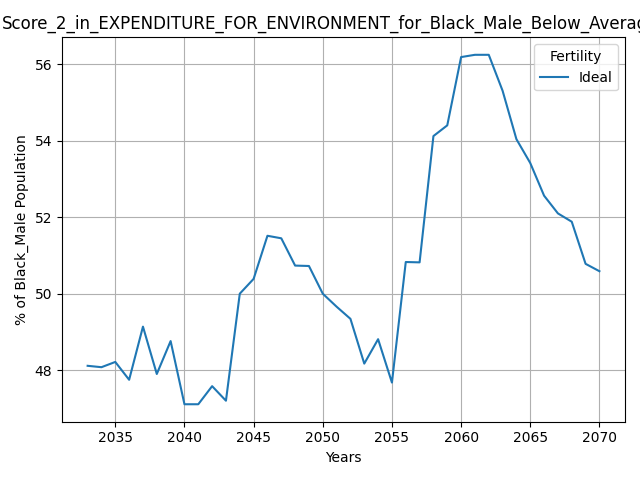 Score_2_in_EXPENDITURE_FOR_ENVIRONMENT_for_Black_Male_Below_Averag
Fertility
Ideal
% of Black_Male Population
56
54
52
50
48
2035 2040 2045 2050 2055 2060 2065 2070
Years